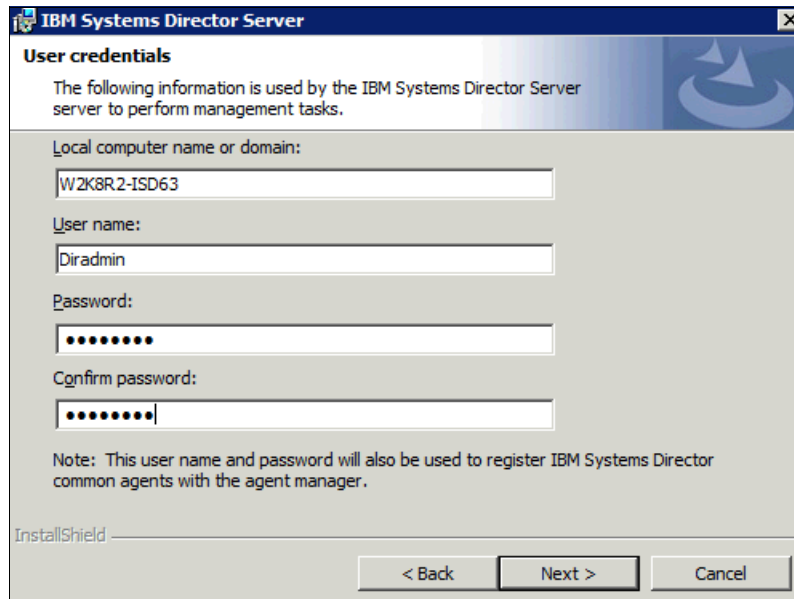 IBM Systems Director Server
User credentials
The following information is used by the IBM Systems Director Server
server to perform management tasks.
Local computer name or domain:
W2K8R2-ISD63
User name:
Diradmin
Password:
••••••••
Confirm password:
••••••••
Note: This user name and password will also be used to register IBM Systems Director
common agents with the agent manager.
InstallShield
< Back Next > Cancel